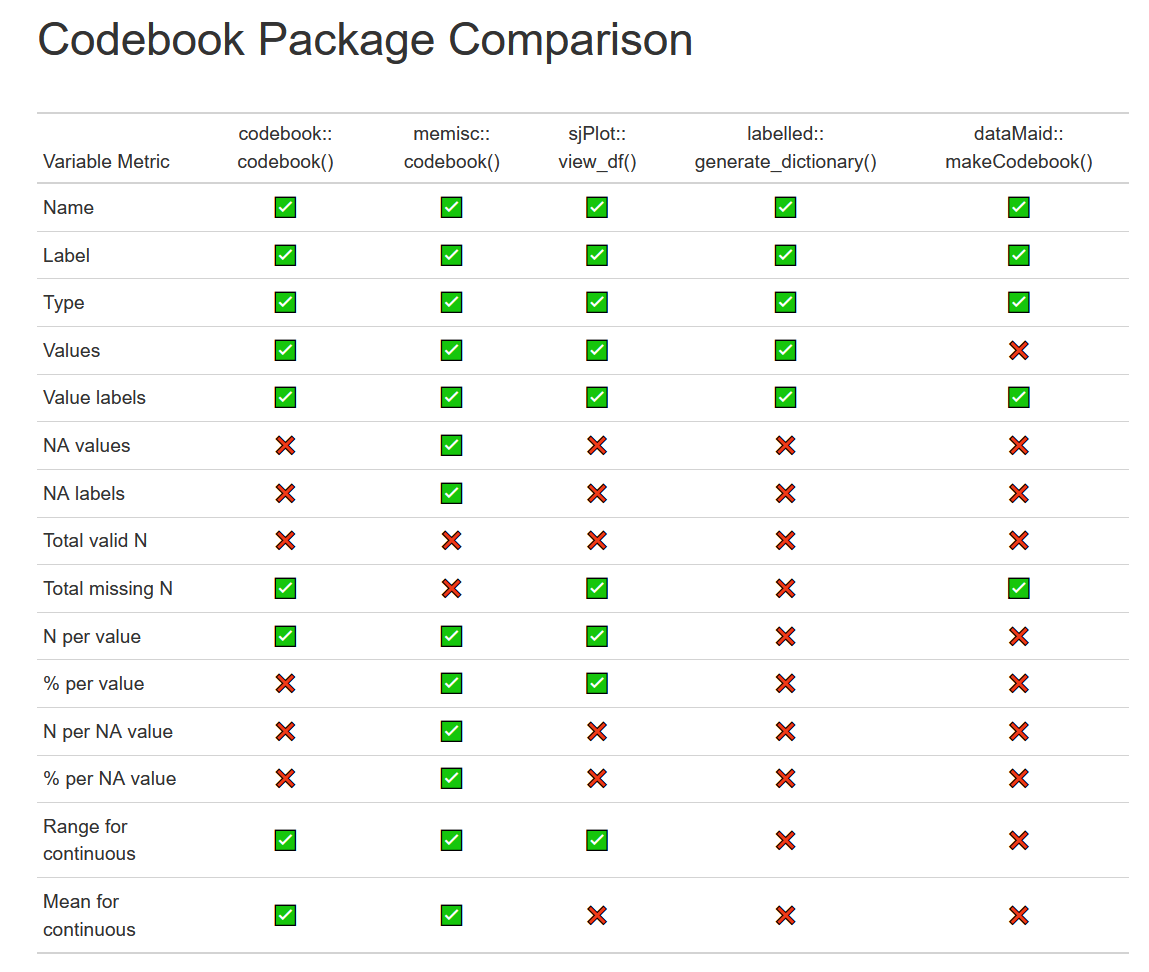 Codebook Package Comparison
codebook:: memisc:: sjPlot:: labelled:: dataMaid::
Variable Metric codebook() codebook() view_df() generate_dictionary() makeCodebook()
Name ✅ ✅ ✅ ✅ ✅
Label ✅ ✅ ✅ ✅ ✅
Type ✅ ✅ ✅ ✅ ✅
Values ✅ ✅ ✅ ✅ ❌
Value labels ✅ ✅ ✅ ✅ ✅
NA values ❌ ✅ ❌ ❌ ❌
NA labels ❌ ✅ ❌ ❌ ❌
Total valid N ❌ ❌ ❌ ❌ ❌
Total missing N ✅ ❌ ✅ ❌ ✅
N per value ✅ ✅ ✅ ❌ ❌
% per value ❌ ✅ ✅ ❌ ❌
N per NA value ❌ ✅ ❌ ❌ ❌
% per NA value ❌ ✅ ❌ ❌ ❌
Range for
continuous ✅ ✅ ✅ ❌ ❌
Mean for
continuous ✅ ✅ ❌ ❌ ❌